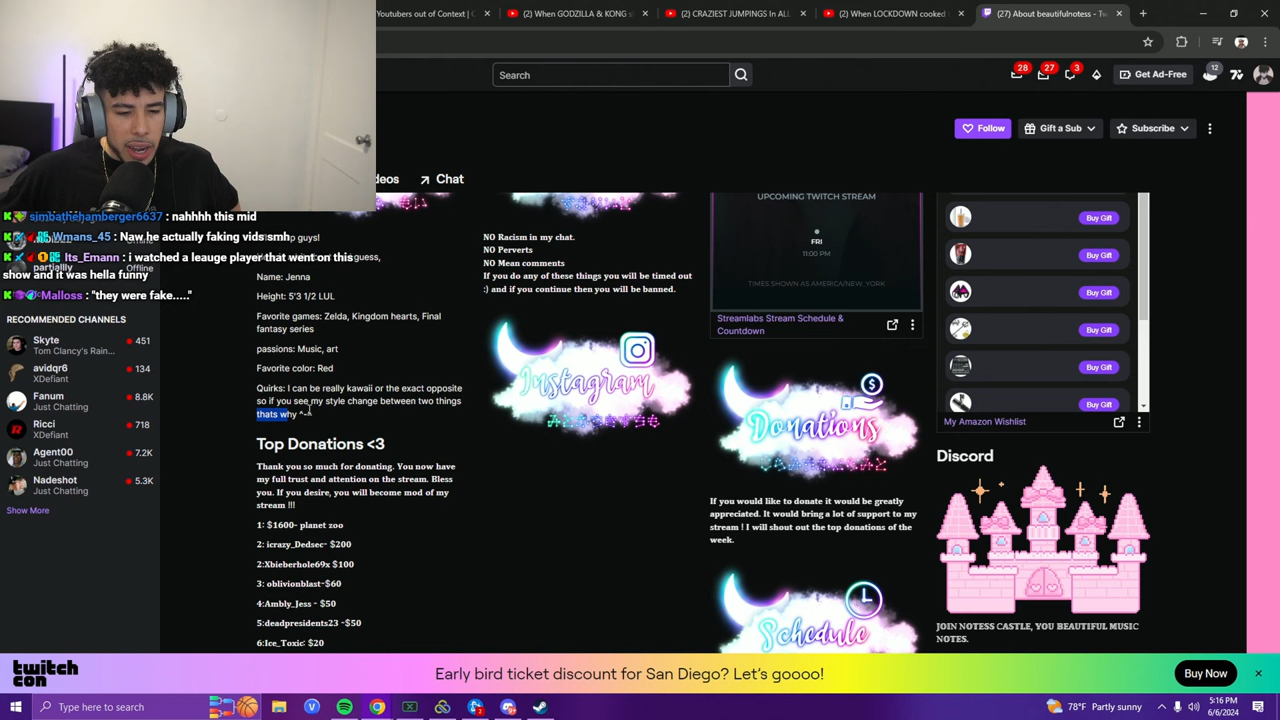 Youtubers out of Context | C
(2) When GODZILLA & KONG s
(2) CRAZIEST JUMPINGS In ALL
(2) When LOCKDOWN cooked
(27) About beautifulnotess - Tw
Search
28
27
3
Get Ad-Free
12
Follow
Gift a Sub
Subscribe
deos
Chat
simbathehamberger6637 : nahhhh this mid
Wmans_45 : Naw he actually faking vids smh
Its_Emann : i watched a leauge player that went on this
show and it was hella funny
Malloss : "they were fake....."
Offline
partiallly
Offline
RECOMMENDED CHANNELS
Skyte
451
Tom Clancy's Rain...
avidqr6
134
XDefiant
Fanum
8.8K
Just Chatting
Ricci
718
XDefiant
Agent00
7.2K
Just Chatting
Nadeshot
5.3K
Just Chatting
Show More
guys!
guess,
Name: Jenna
Height: 5'3 1/2 LUL
Favorite games: Zelda, Kingdom hearts, Final
fantasy series
passions: Music, art
Favorite color: Red
Quirks: I can be really kawaii or the exact opposite
so if you see my style change between two things
thats why ^-^
Top Donations <3
Thank you so much for donating. You now have
my full trust and attention on the stream. Bless
you. If you desire, you will become mod of my
stream !!!
1: $1600- planet zoo
2: icrazy_Dedsec- $200
2:Xbieberhole69x $100
3: oblivionblast-$60
4:Ambly_Jess - $50
5:deadpresidents23 -$50
6:Ice_Toxic: $20
NO Racism in my chat.
NO Perverts
NO Mean comments
If you do any of these things you will be timed out
:) and if you continue then you will be banned.
Instagram
UPCOMING TWITCH STREAM
FRI
11:00 PM
TIMES SHOWN AS AMERICA/NEW_YORK
Streamlabs Stream Schedule &
Countdown
Donations
If you would like to donate it would be greatly
appreciated. It would bring a lot of support to my
stream ! I will shout out the top donations of the
week.
Schedule
Buy Gift
Buy Gift
Buy Gift
Buy Gift
Buy Gift
Buy Gift
My Amazon Wishlist
Discord
JOIN NOTESS CASTLE, YOU BEAUTIFUL MUSIC
NOTES.
twitch
con
Early bird ticket discount for San Diego? Let's goooo!
Buy Now
Type here to search
78°F Partly sunny
5:16 PM
6/6/2024